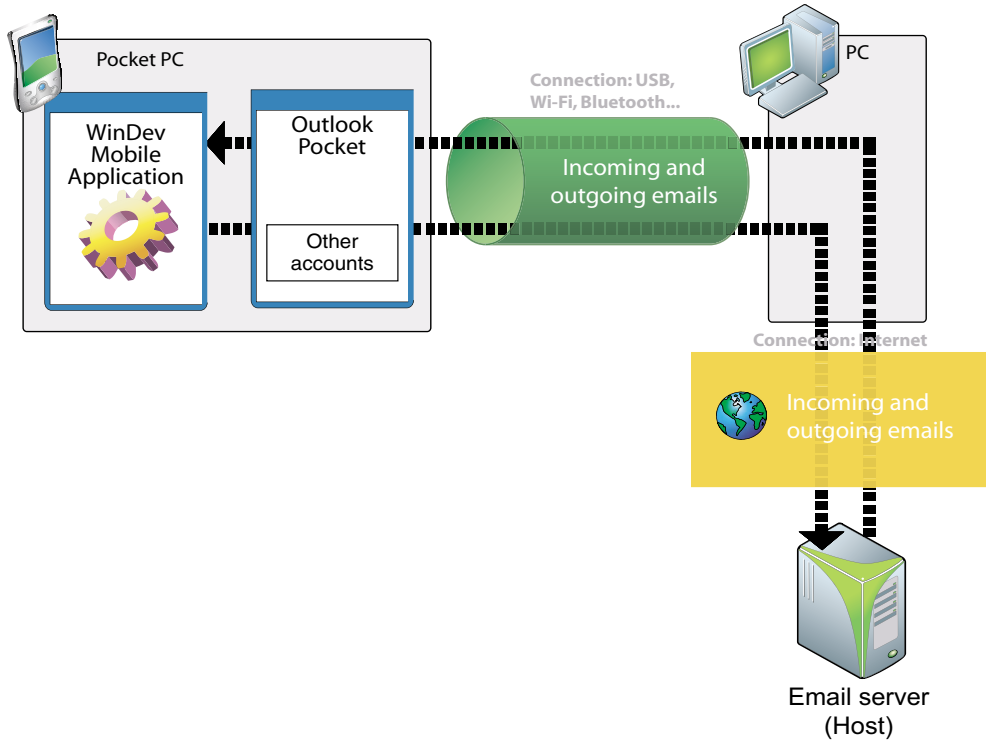 Pocket PC
WinDev
Mobile
Application
Outlook
Pocket
Other
accounts
Connection: USB,
Wi-Fi, Bluetooth...
Incoming and
outgoing emails
PC
Connection: Internet
Incoming and
outgoing emails
Email server
(Host)